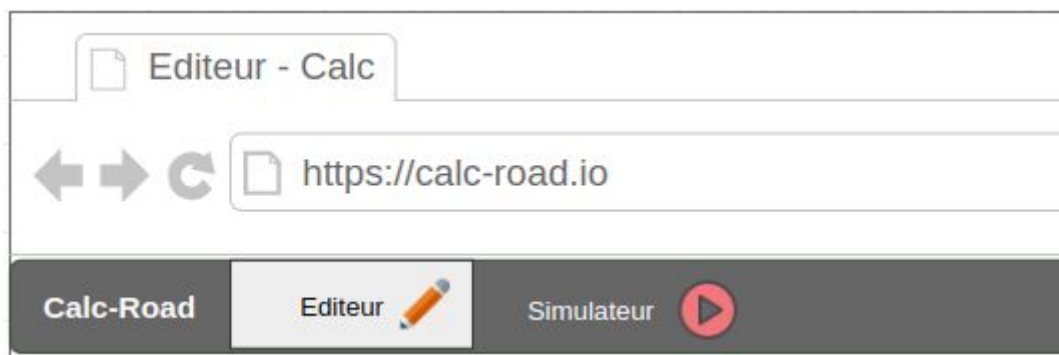 Editeur - Calc
https://calc-road.io
Calc-Road Editeur Simulateur